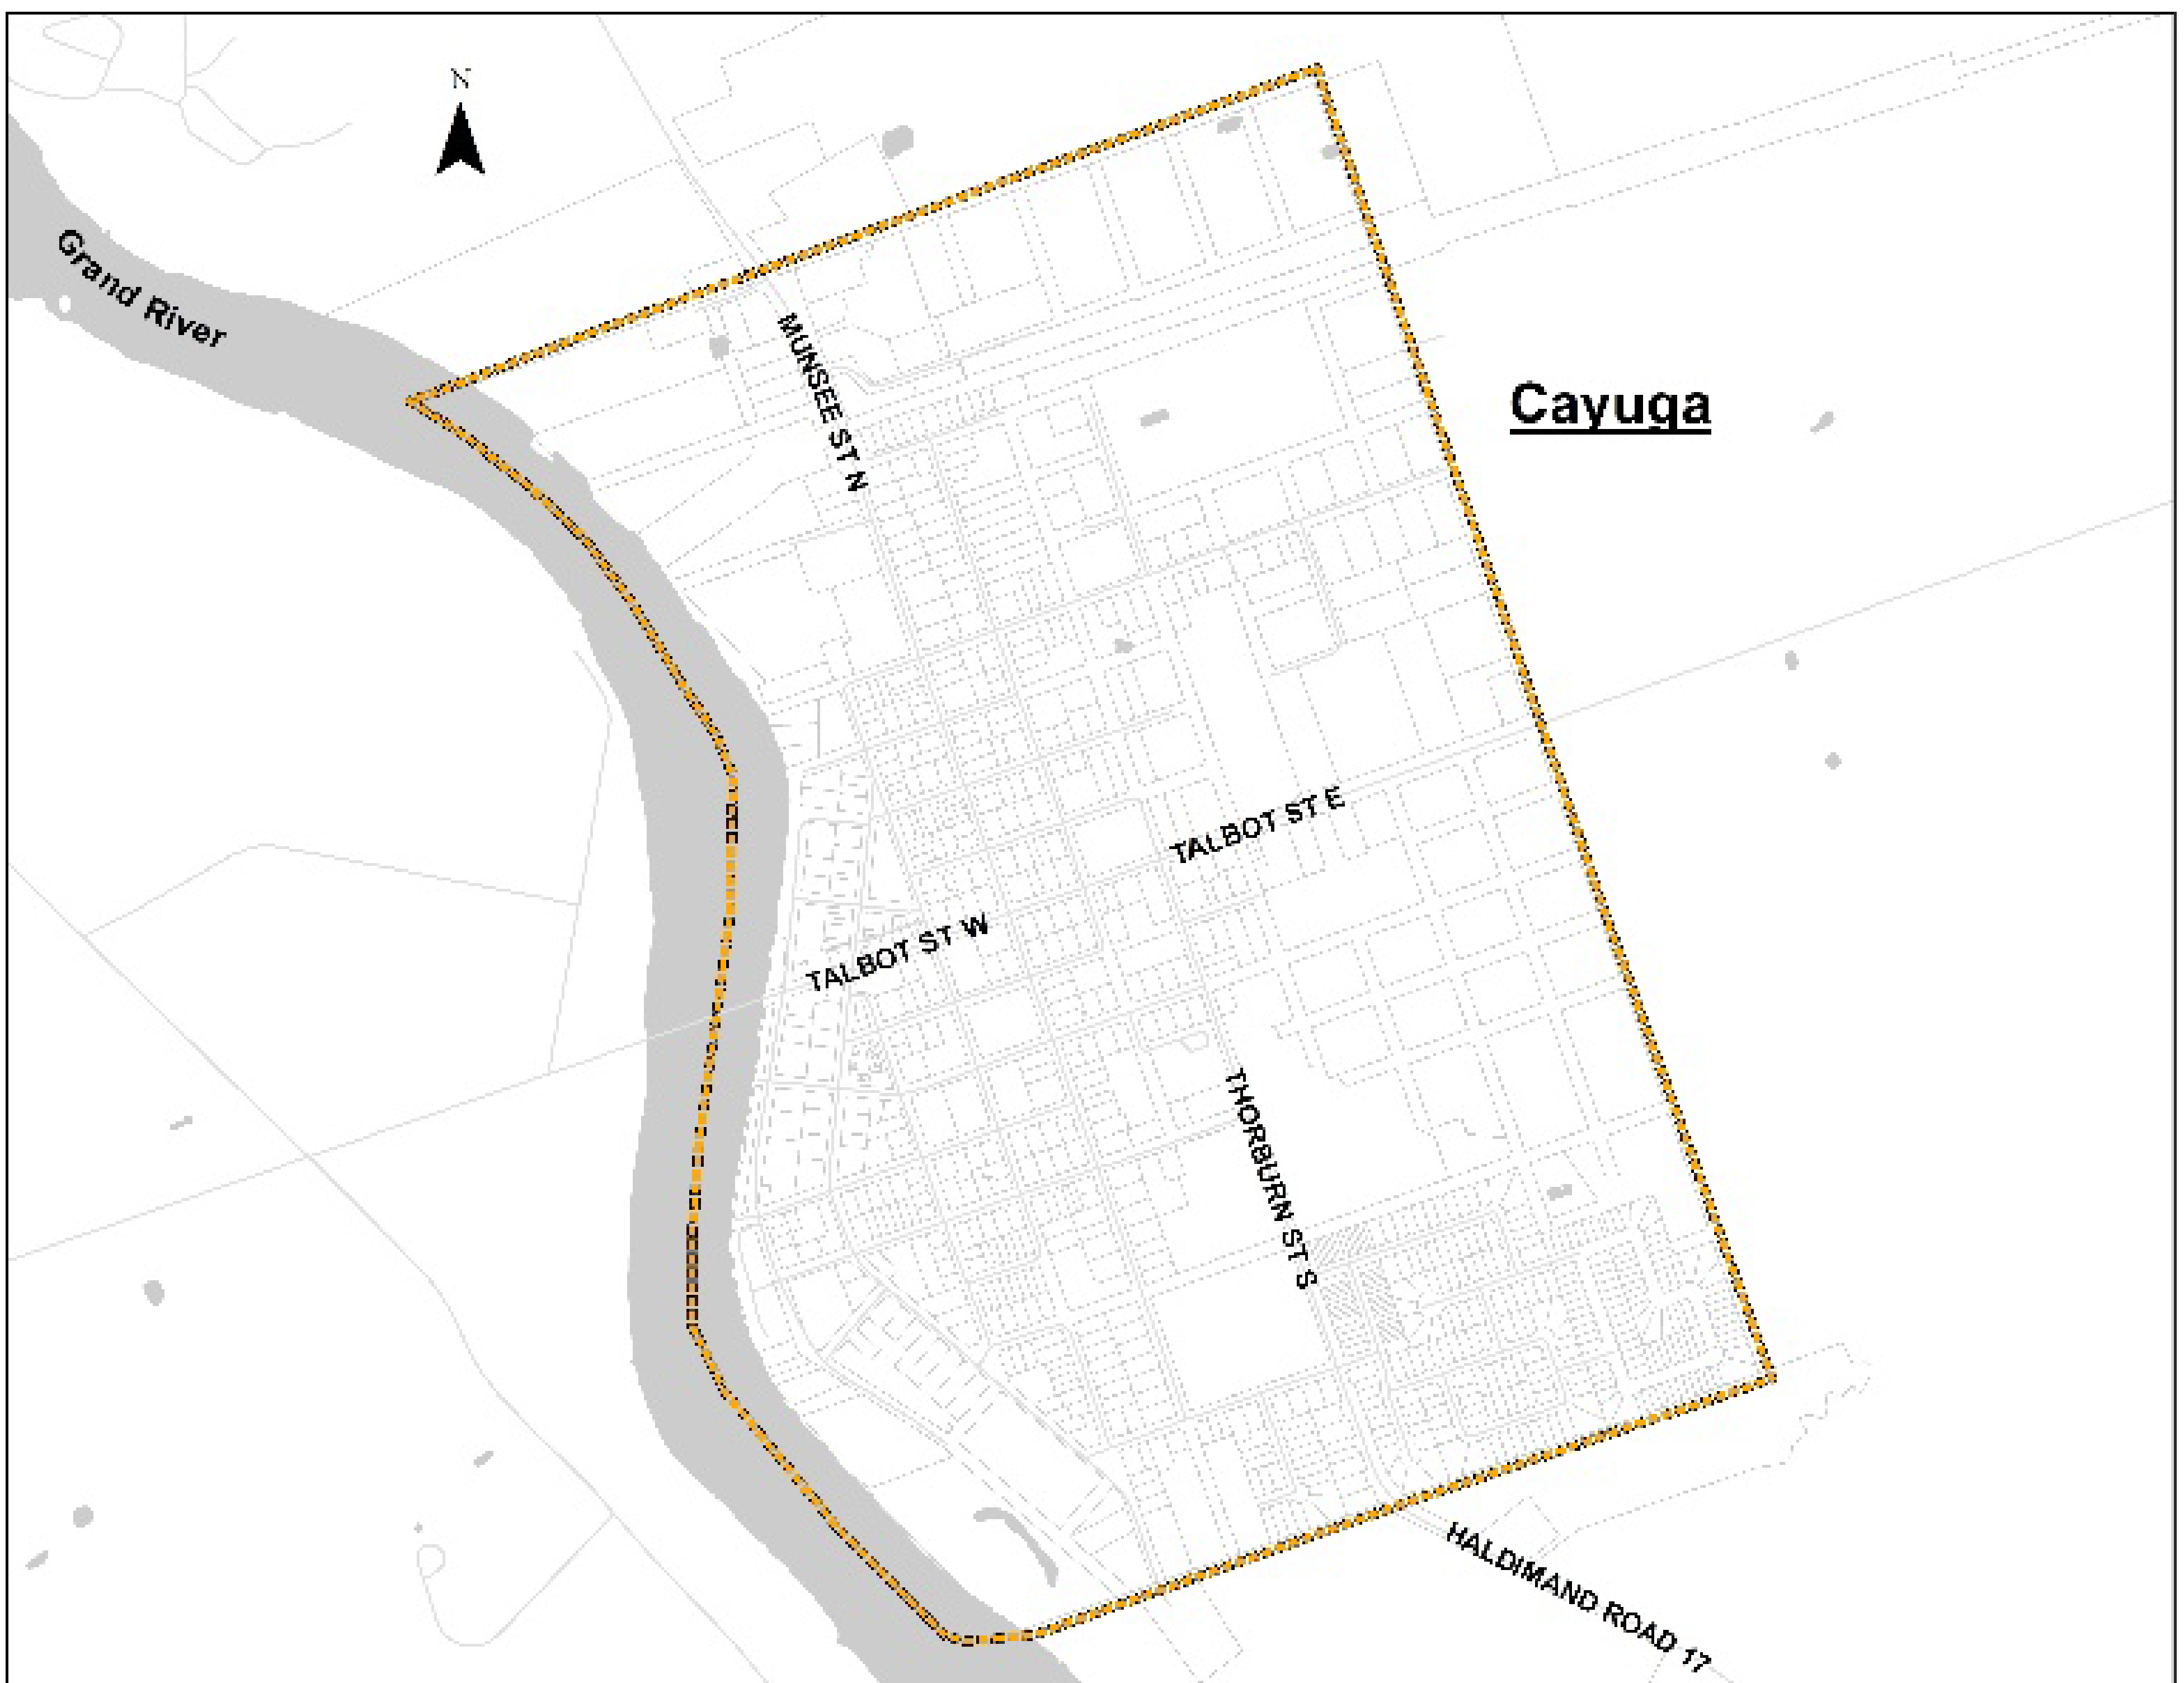 N
Grand River
MUNSEE ST N
Cayuga
TALBOT ST E
TALBOT ST W
THORBURN ST S
HALDIMAND ROAD 17